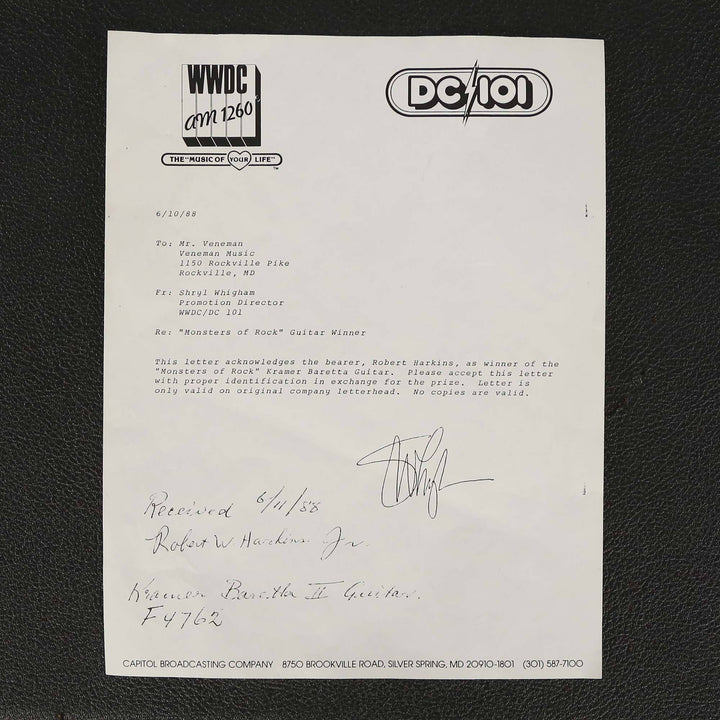 WWDC
am 1260
THE "MUSIC OF YOUR LIFE" ™
DC 101
6/10/88
To: Mr. Veneman
Veneman Music
1150 Rockville Pike
Rockville, MD
Fr: Shryl Whigham
Promotion Director
WWDC/DC 101
Re: "Monsters of Rock" Guitar Winner
This letter acknowledges the bearer, Robert Harkins, as winner of the
"Monsters of Rock" Kramer Baretta Guitar. Please accept this letter
with proper identification in exchange for the prize. Letter is
only valid on original company letterhead. No copies are valid.
Received 6/11/88
Robert W. Harkins Jr.
Kramer Baretta II Guitar.
F4762
CAPITOL BROADCASTING COMPANY 8750 BROOKVILLE ROAD, SILVER SPRING, MD 20910-1801 (301) 587-7100